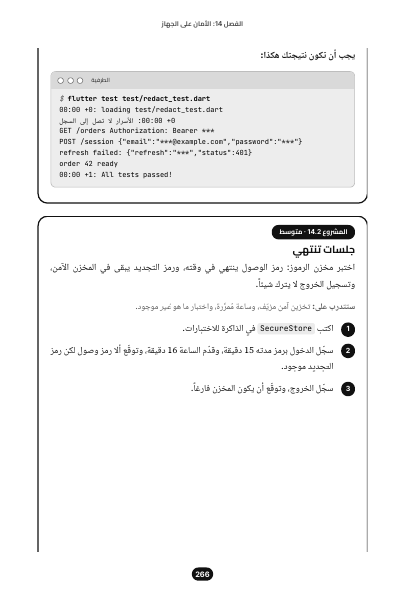 الفصل 14: الأمان على الجهاز
يجب أن تكون نتيجتك هكذا:
الطرفية
$ flutter test test/redact_test.dart
00:00 +0: loading test/redact_test.dart
00:00 +0: الأسرار لا تصل إلى السجل
GET /orders Authorization: Bearer ***
POST /session {"email":"***@example.com","password":"***"}
refresh failed: {"refresh":"***","status":401}
order 42 ready
00:00 +1: All tests passed!
المشروع 14.2 · متوسط
جلسات تنتهي
اختبر مخزن الرموز: رمز الوصول ينتهي في وقته، ورمز التجديد يبقى في المخزن الآمن،
وتسجيل الخروج لا يترك شيئاً.
ستتدرب على: تخزين آمن مزيّف، وساعة مُمرَّرة، واختبار ما هو غير موجود.
1 اكتب SecureStore في الذاكرة للاختبارات.
2 سجّل الدخول برمز مدته 15 دقيقة، وقدّم الساعة 16 دقيقة، وتوقّع ألا رمز وصول لكن رمز
التجديد موجود.
3 سجّل الخروج، وتوقّع أن يكون المخزن فارغاً.
266